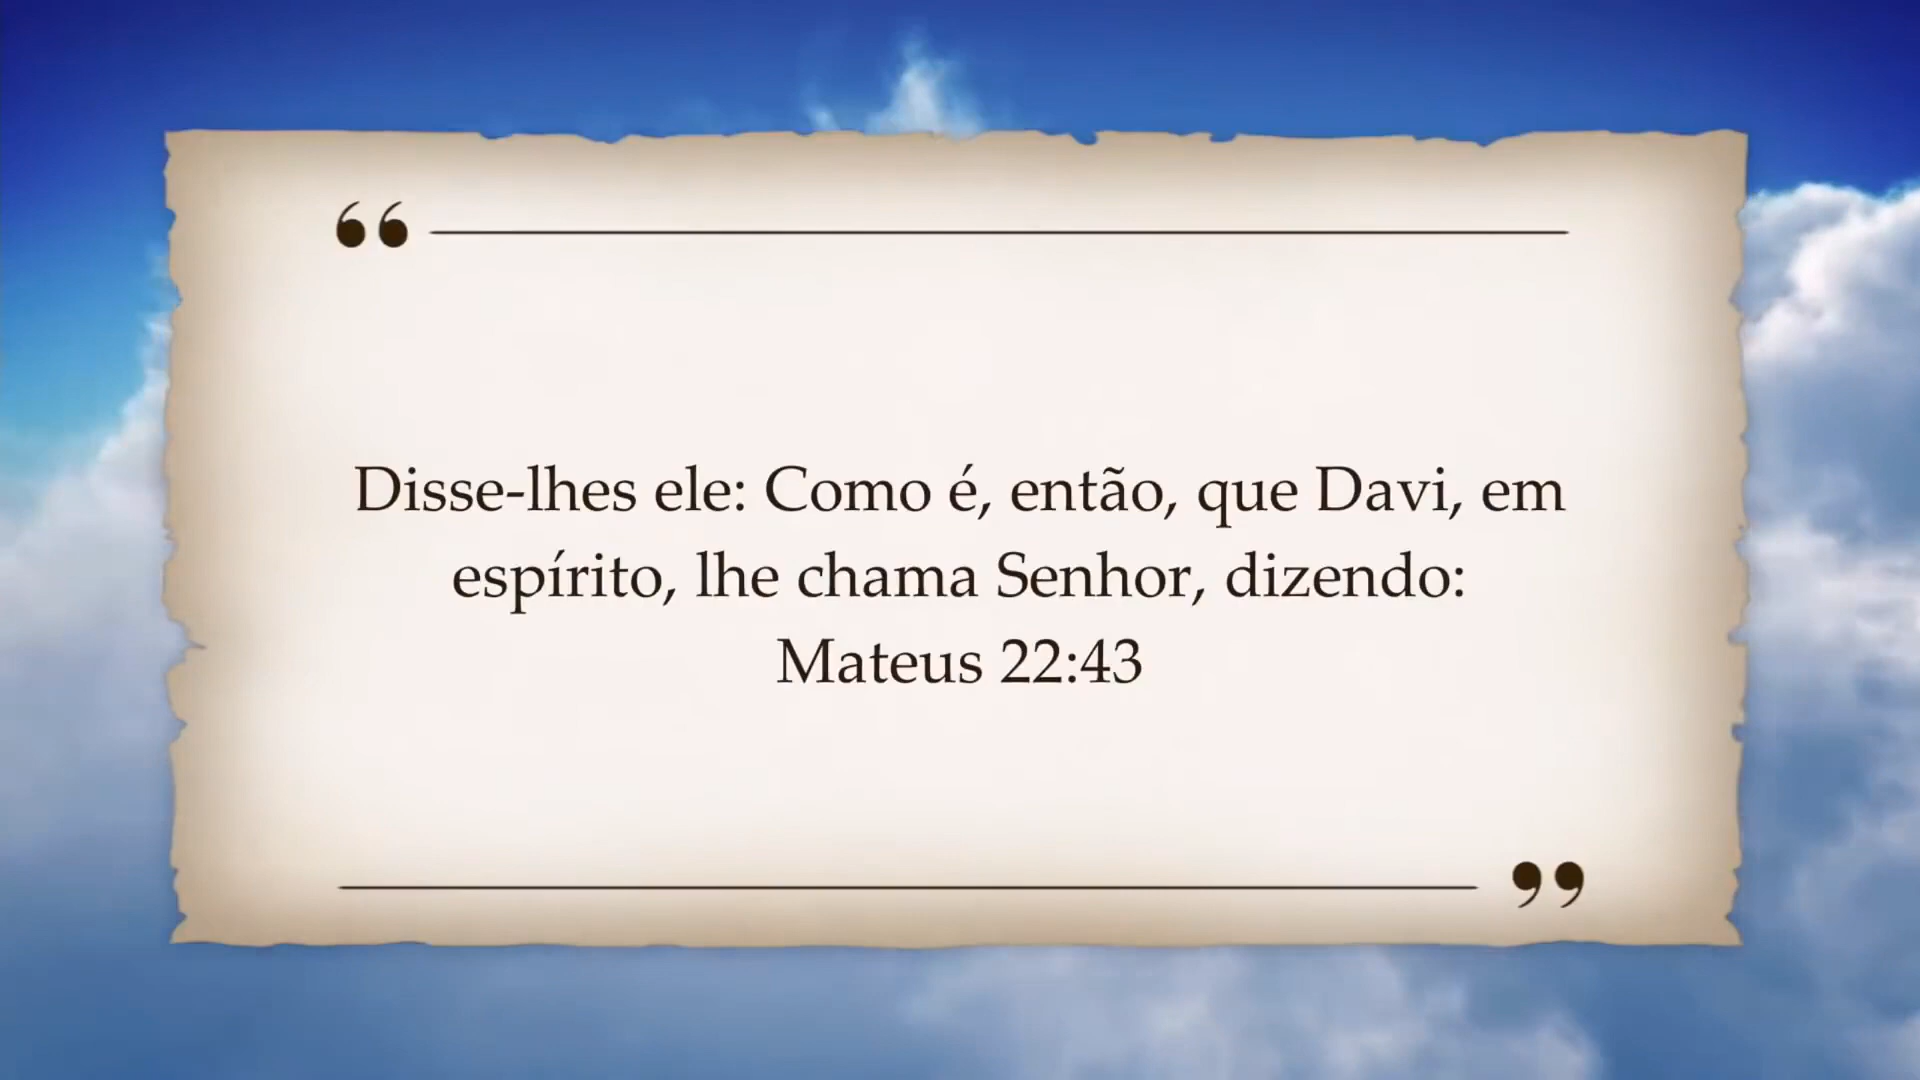 Disse-lhes ele: Como é, então, que Davi, em
espírito, lhe chama Senhor, dizendo:
Mateus 22:43